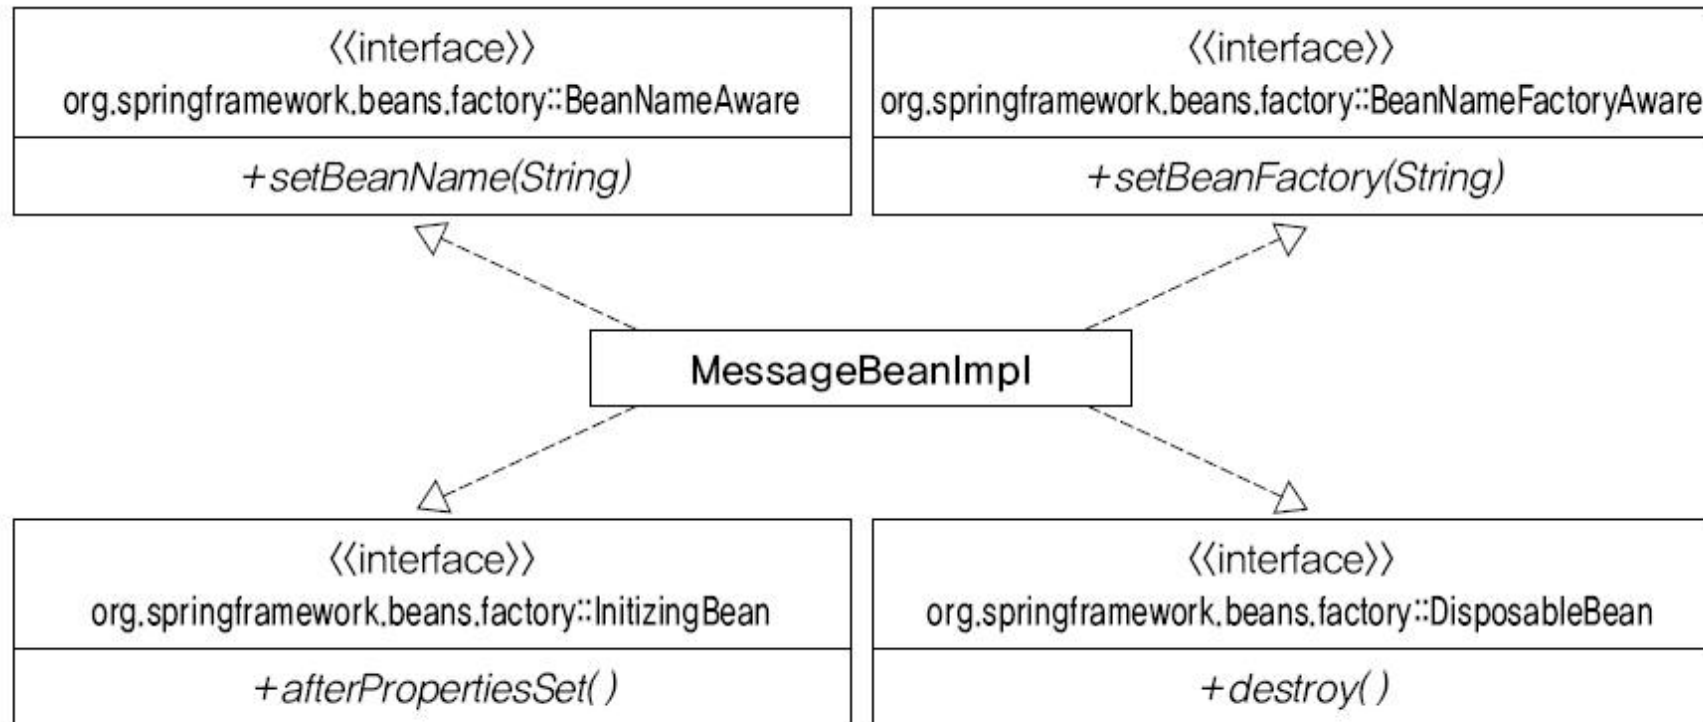 《interface》
org.springframework.beans.factory::BeanNameAware
+setBeanName(String)
《interface》
org.springframework.beans.factory::BeanNameFactoryAware
+setBeanFactory(String)
MessageBeanImpl
《interface》
org.springframework.beans.factory::InitizingBean
+afterPropertiesSet( )
《interface》
org.springframework.beans.factory::DisposableBean
+destroy( )